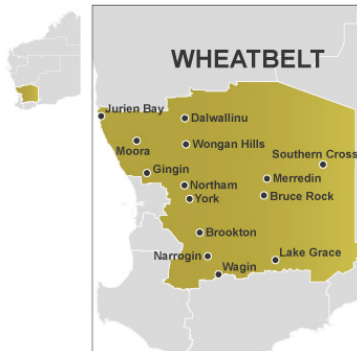 WHEATBELT
Jurien Bay
Dalwallinu
Moora
Wongan Hills
Southern Cross
Gingin
Merredin
Northam
York
Bruce Rock
Brookton
Narrogin
Lake Grace
Wagin